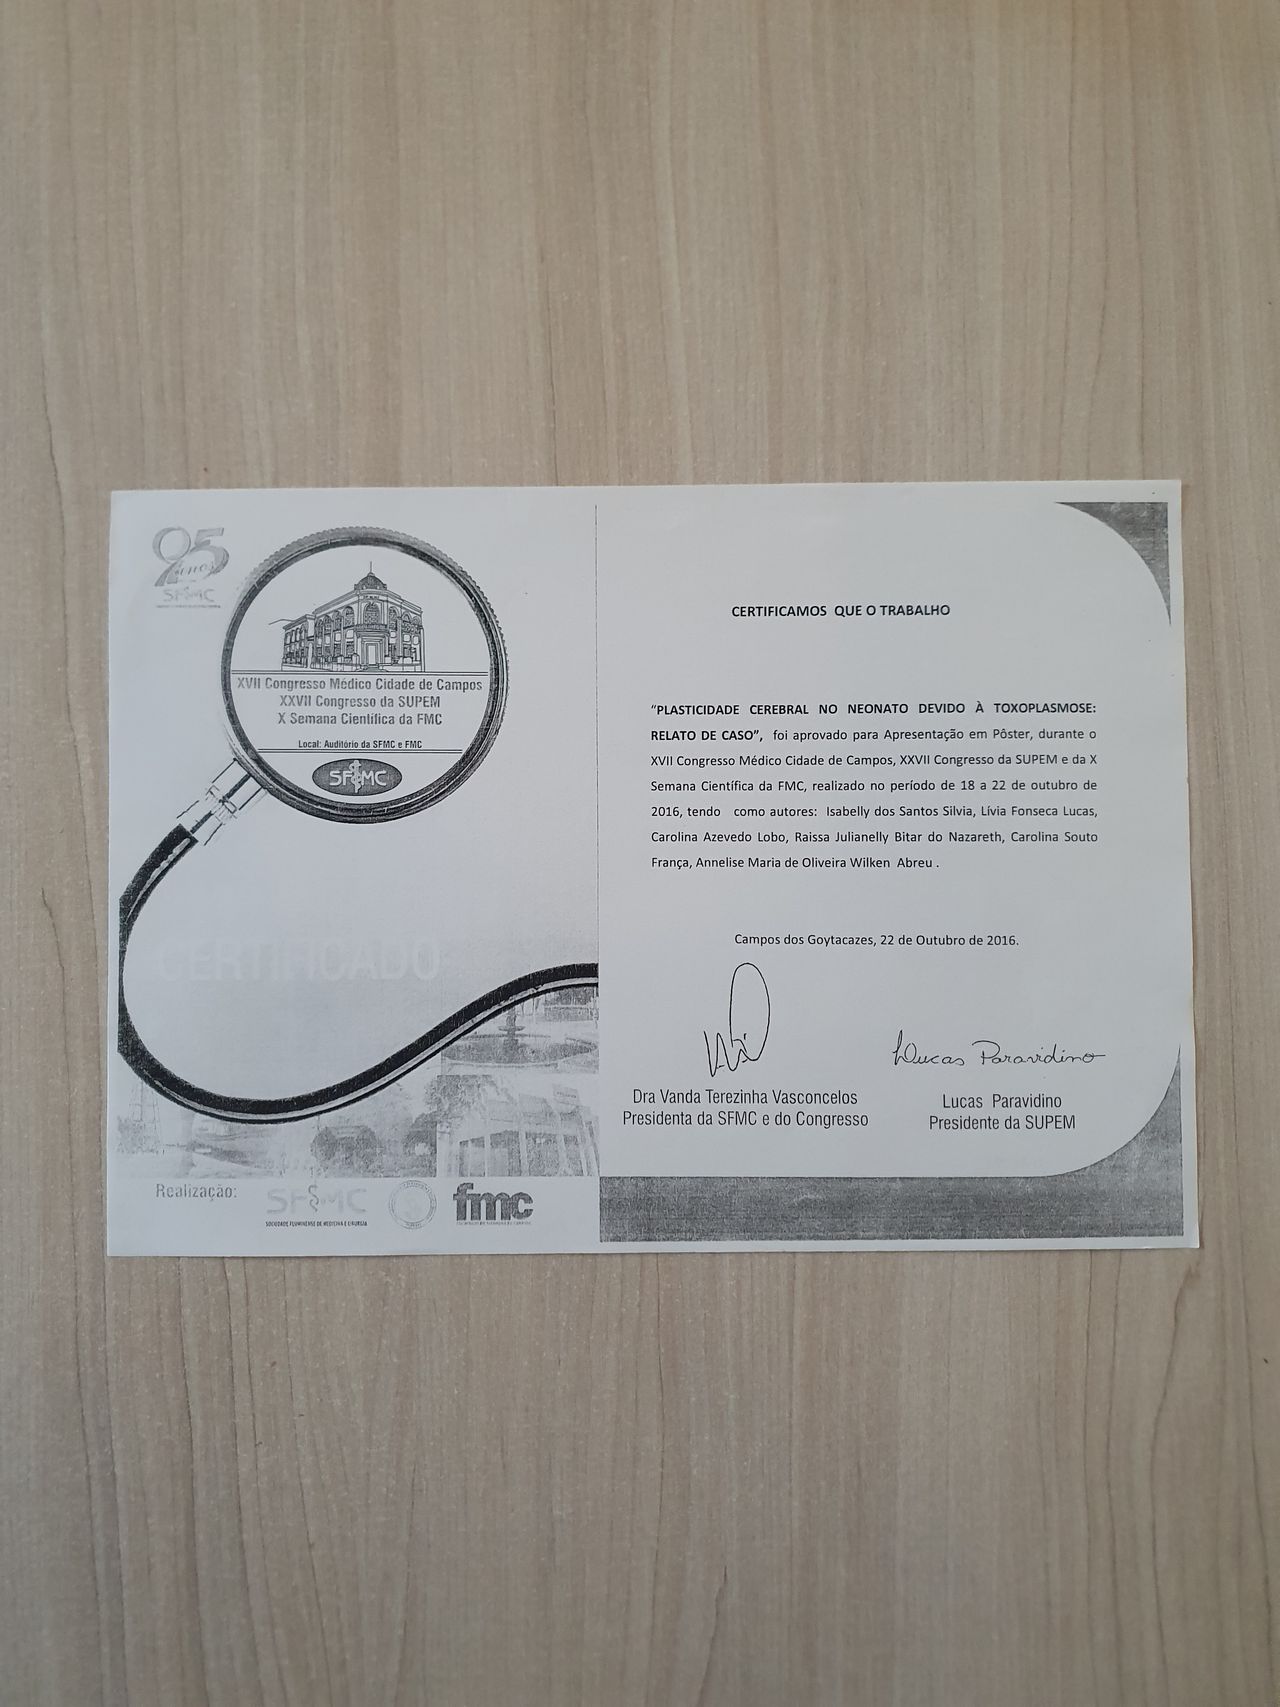 95
anos
SFMC
XVII Congresso Médico Cidade de Campos
XXVII Congresso da SUPEM
X Semana Científica da FMC
Local: Auditório da SFMC e FMC
SFMC
CERTIFICADO
Realização:
SFMC
SOCIEDADE FLUMINENSE DE MEDICINA E CIRURGIA
fmc
CERTIFICAMOS QUE O TRABALHO
“PLASTICIDADE CEREBRAL NO NEONATO DEVIDO À TOXOPLASMOSE:
RELATO DE CASO”, foi aprovado para Apresentação em Pôster, durante o
XVII Congresso Médico Cidade de Campos, XXVII Congresso da SUPEM e da X
Semana Científica da FMC, realizado no período de 18 a 22 de outubro de
2016, tendo como autores: Isabelly dos Santos Silvia, Lívia Fonseca Lucas,
Carolina Azevedo Lobo, Raissa Julianelly Bitar do Nazareth, Carolina Souto
França, Annelise Maria de Oliveira Wilken Abreu .
Campos dos Goytacazes, 22 de Outubro de 2016.
Lucas Paravidino
Dra Vanda Terezinha Vasconcelos
Presidenta da SFMC e do Congresso
Lucas Paravidino
Presidente da SUPEM